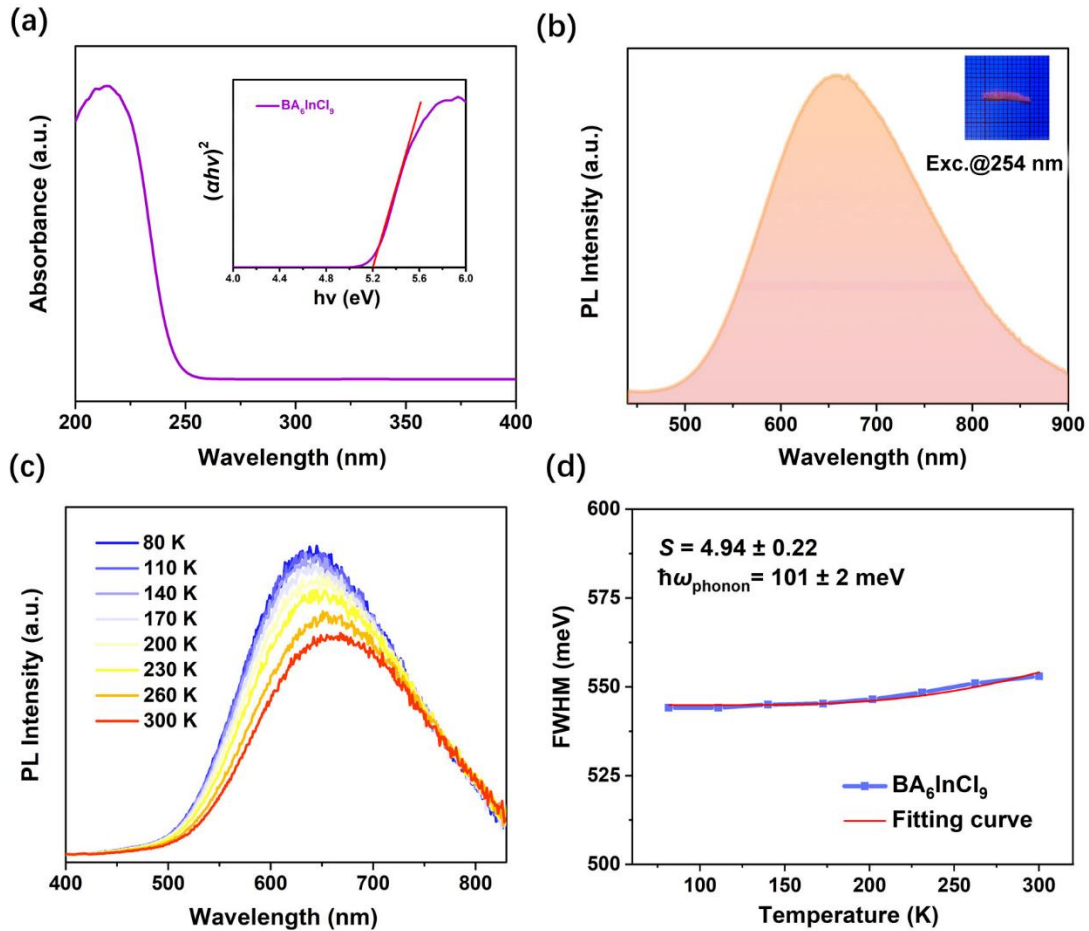 (a)
Absorbance (a.u.)
200 250 300 350 400
Wavelength (nm)
BA₆InCl₉
(αhν)²
4.0 4.4 4.8 5.2 5.6 6.0
hν (eV)
(b)
PL Intensity (a.u.)
Exc.@254 nm
500 600 700 800 900
Wavelength (nm)
(c)
PL Intensity (a.u.)
80 K
110 K
140 K
170 K
200 K
230 K
260 K
300 K
400 500 600 700 800
Wavelength (nm)
(d)
FWHM (meV)
600
575
550
525
500
S = 4.94 ± 0.22
ħω_phonon = 101 ± 2 meV
BA₆InCl₉
Fitting curve
100 150 200 250 300
Temperature (K)